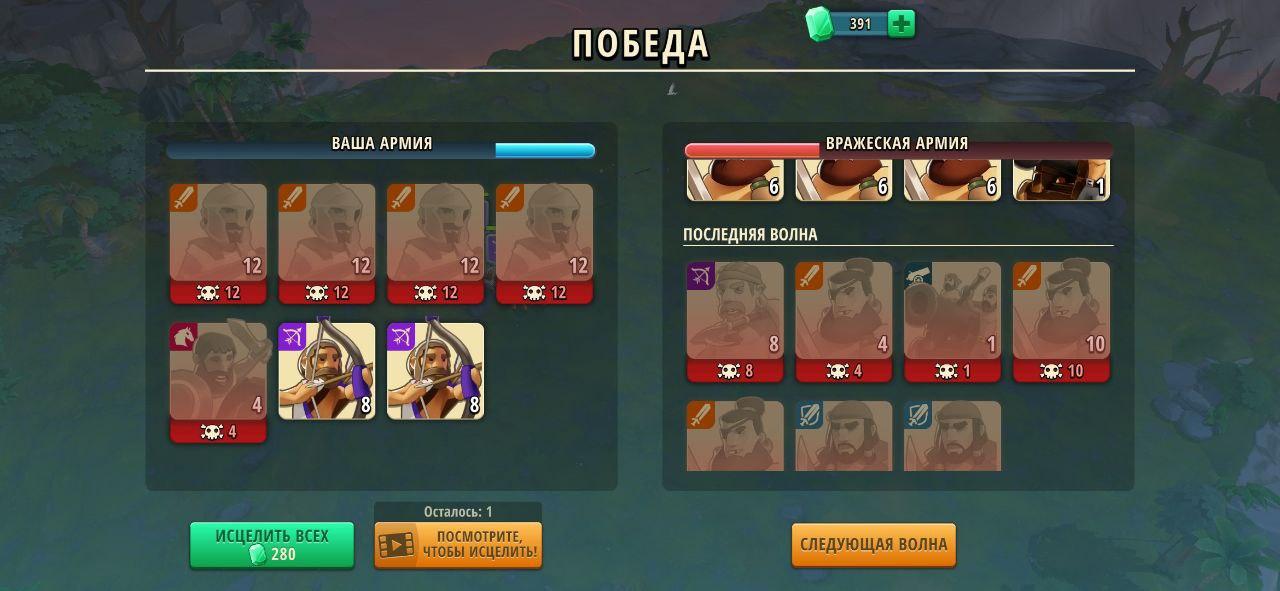 391
ПОБЕДА
ВАША АРМИЯ
12 12 12 12
12 12 12 12
4 8 8
4
ВРАЖЕСКАЯ АРМИЯ
6 6 6 1
ПОСЛЕДНЯЯ ВОЛНА
8 4 1 10
8 4 1 10
ИСЦЕЛИТЬ ВСЕХ
280
Осталось: 1
ПОСМОТРИТЕ,
ЧТОБЫ ИСЦЕЛИТЬ!
СЛЕДУЮЩАЯ ВОЛНА